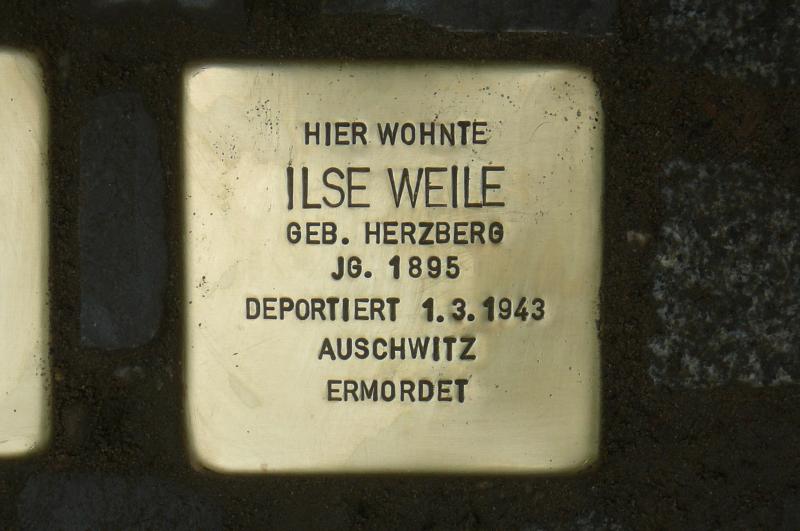 HIER WOHNTE
ILSE WEILE
GEB. HERZBERG
JG. 1895
DEPORTIERT 1.3.1943
AUSCHWITZ
ERMORDET